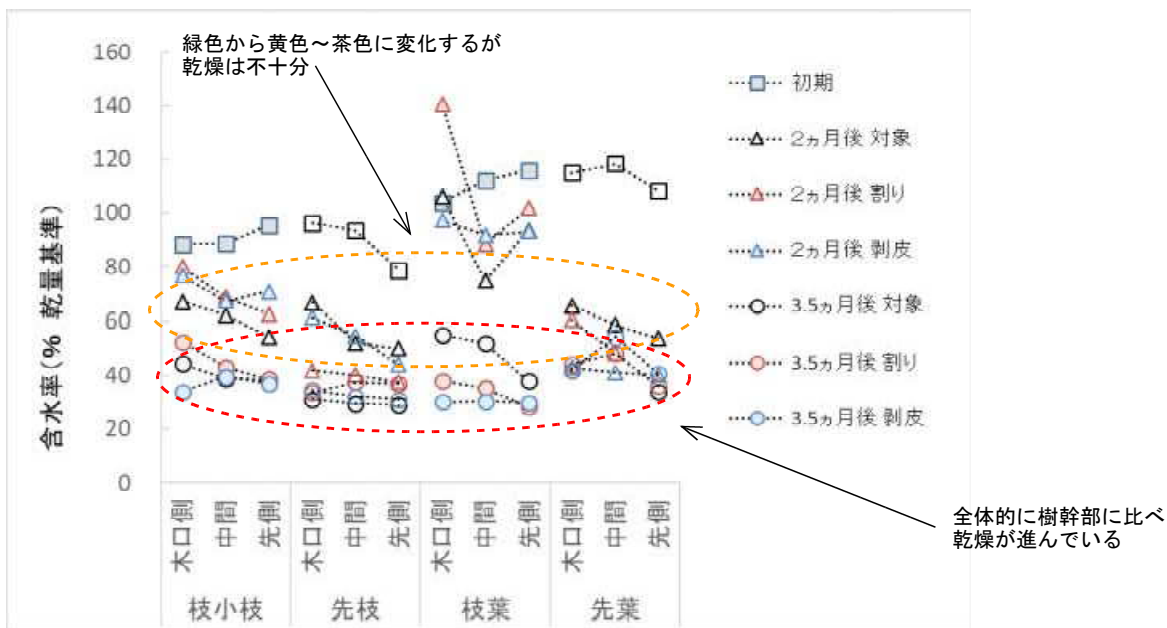 緑色から黄色～茶色に変化するが
乾燥は不十分
含水率(% 乾量基準)
160
140
120
100
80
60
40
20
0
初期
2ヵ月後 対象
2ヵ月後 割り
2ヵ月後 剥皮
3.5ヵ月後 対象
3.5ヵ月後 割り
3.5ヵ月後 剥皮
木口側
中間
先側
木口側
中間
先側
木口側
中間
先側
木口側
中間
先側
枝小枝
先枝
枝葉
先葉
全体的に樹幹部に比べ
乾燥が進んでいる